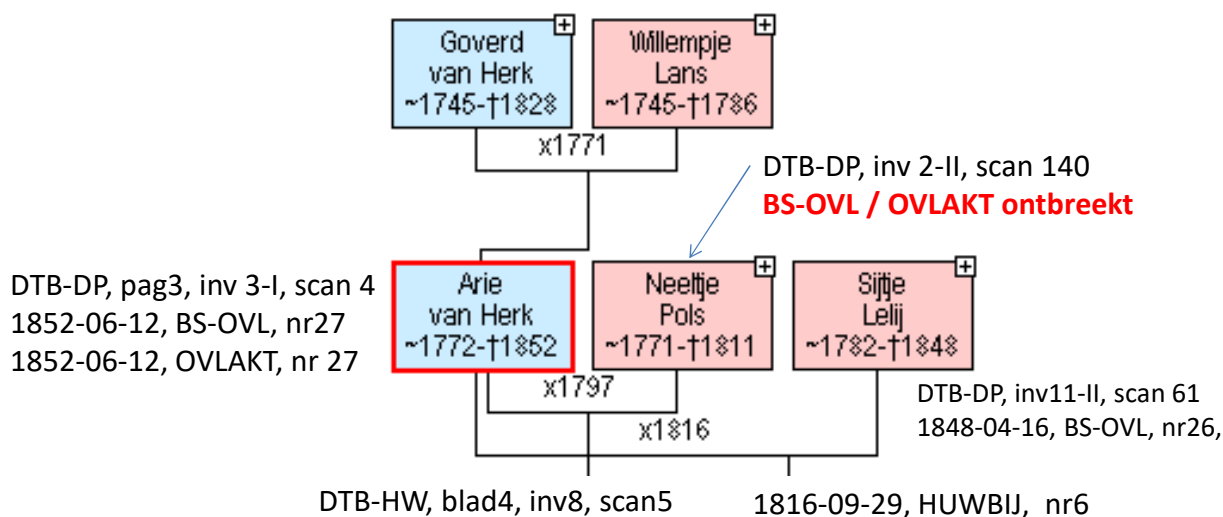 Goverd
van Herk
~1745-†1828
Willempje
Lans
~1745-†1786
x1771
DTB-DP, inv 2-II, scan 140
BS-OVL / OVLAKT ontbreekt
DTB-DP, pag3, inv 3-I, scan 4
1852-06-12, BS-OVL, nr27
1852-06-12, OVLAKT, nr 27
Arie
van Herk
~1772-†1852
Neeltje
Pols
~1771-†1811
Sijtje
Lelij
~1782-†1848
x1797
x1816
DTB-DP, inv11-II, scan 61
1848-04-16, BS-OVL, nr26,
DTB-HW, blad4, inv8, scan5
1816-09-29, HUWBIJ, nr6